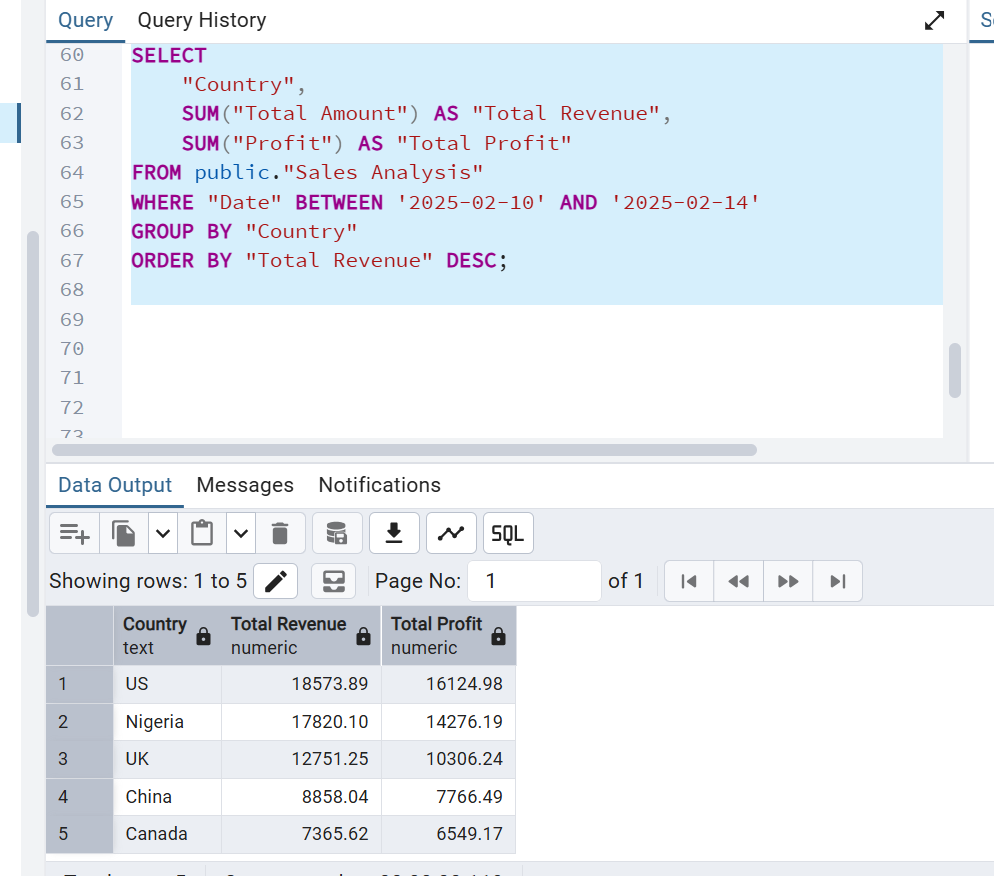 Query Query History
60 SELECT
61 "Country",
62 SUM("Total Amount") AS "Total Revenue",
63 SUM("Profit") AS "Total Profit"
64 FROM public."Sales Analysis"
65 WHERE "Date" BETWEEN '2025-02-10' AND '2025-02-14'
66 GROUP BY "Country"
67 ORDER BY "Total Revenue" DESC;
68
69
70
71
72
73
Data Output Messages Notifications
SQL
Showing rows: 1 to 5 Page No: 1 of 1
Country Total Revenue Total Profit
text numeric numeric
1 US 18573.89 16124.98
2 Nigeria 17820.10 14276.19
3 UK 12751.25 10306.24
4 China 8858.04 7766.49
5 Canada 7365.62 6549.17